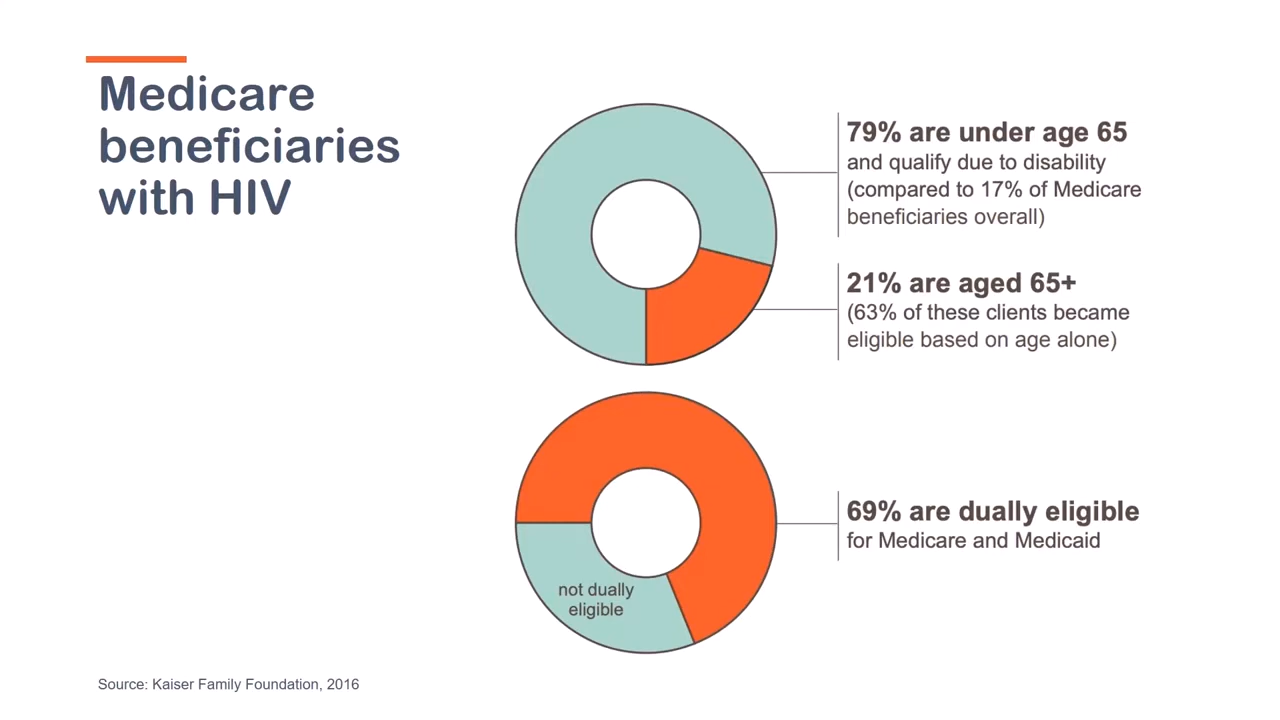 Medicare
beneficiaries
with HIV
79% are under age 65
and qualify due to disability
(compared to 17% of Medicare
beneficiaries overall)
21% are aged 65+
(63% of these clients became
eligible based on age alone)
69% are dually eligible
for Medicare and Medicaid
not dually
eligible
Source: Kaiser Family Foundation, 2016